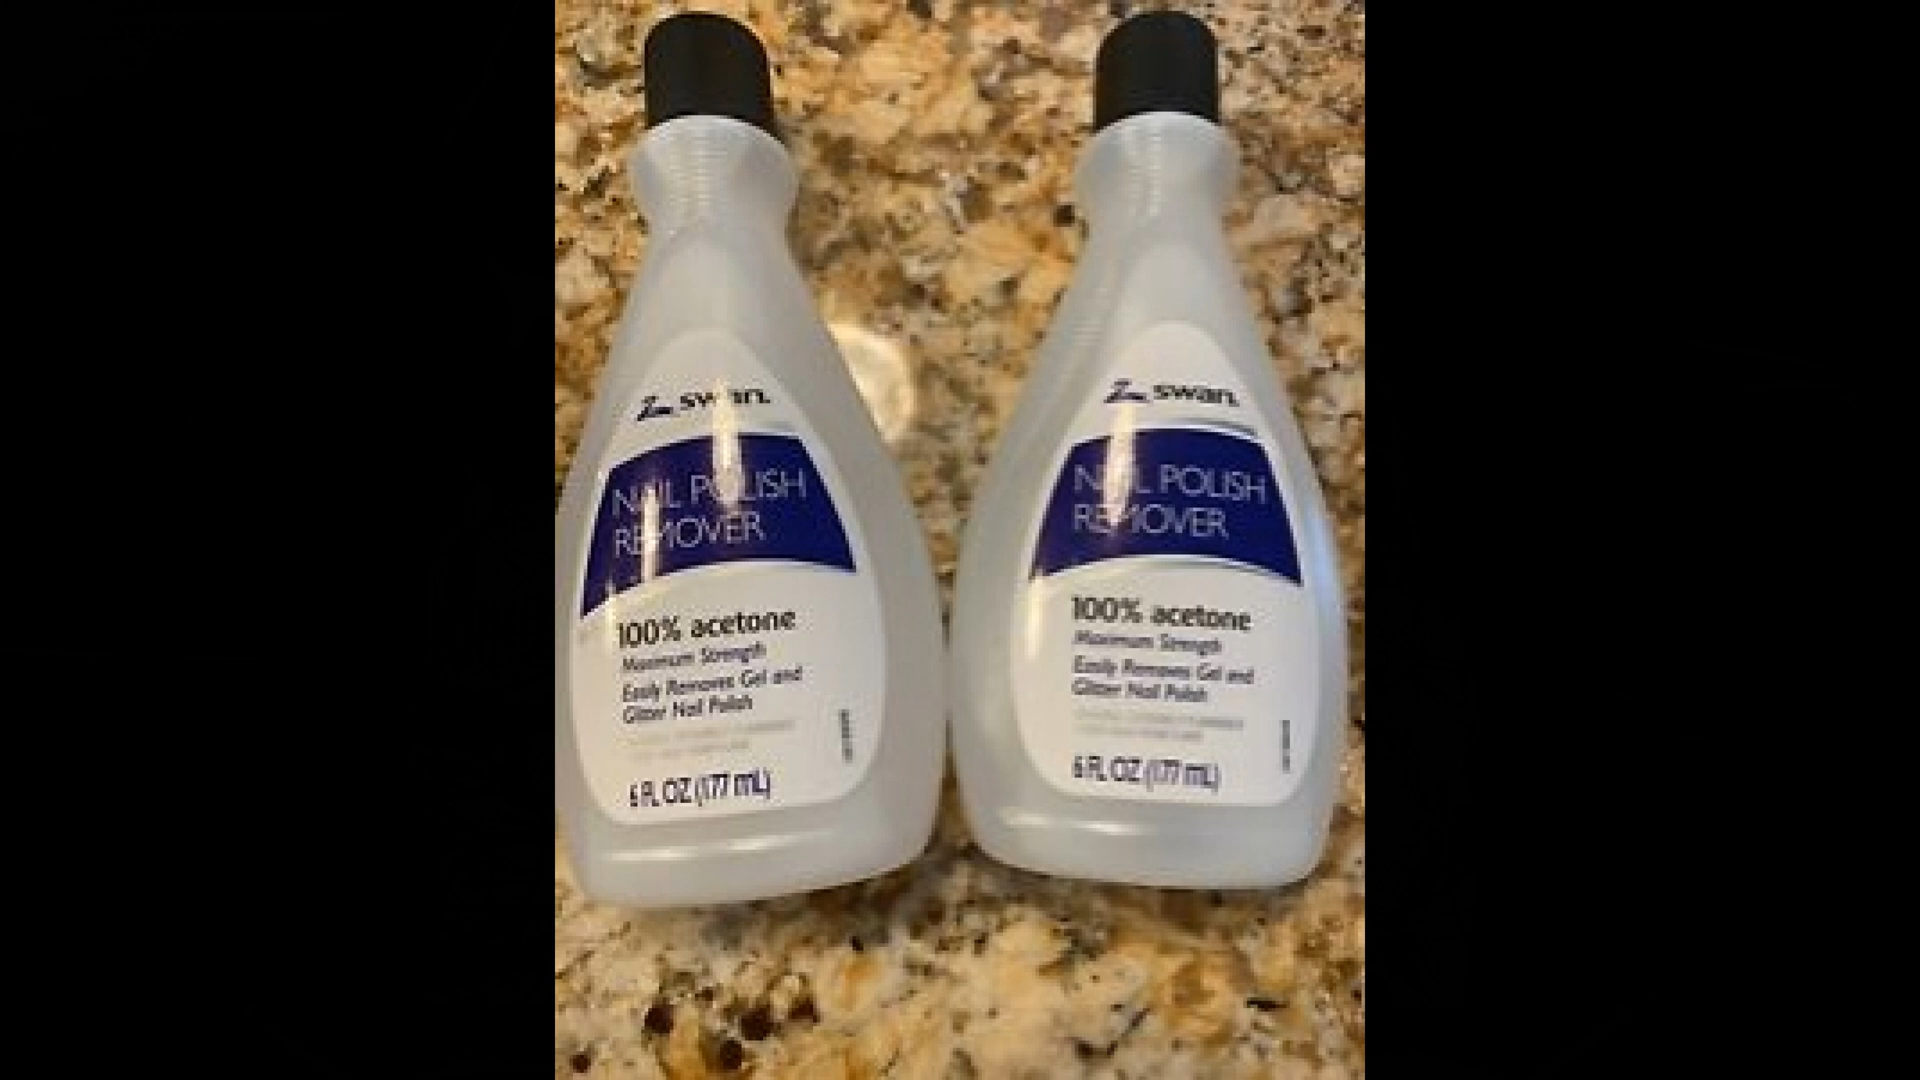 swan.
NAIL POLISH
REMOVER
100% acetone
Maximum Strength
Easily Removes Gel and
Glitter Nail Polish
6 FL OZ (177 mL)
swan.
NAIL POLISH
REMOVER
100% acetone
Maximum Strength
Easily Removes Gel and
Glitter Nail Polish
6 FL OZ (177 mL)